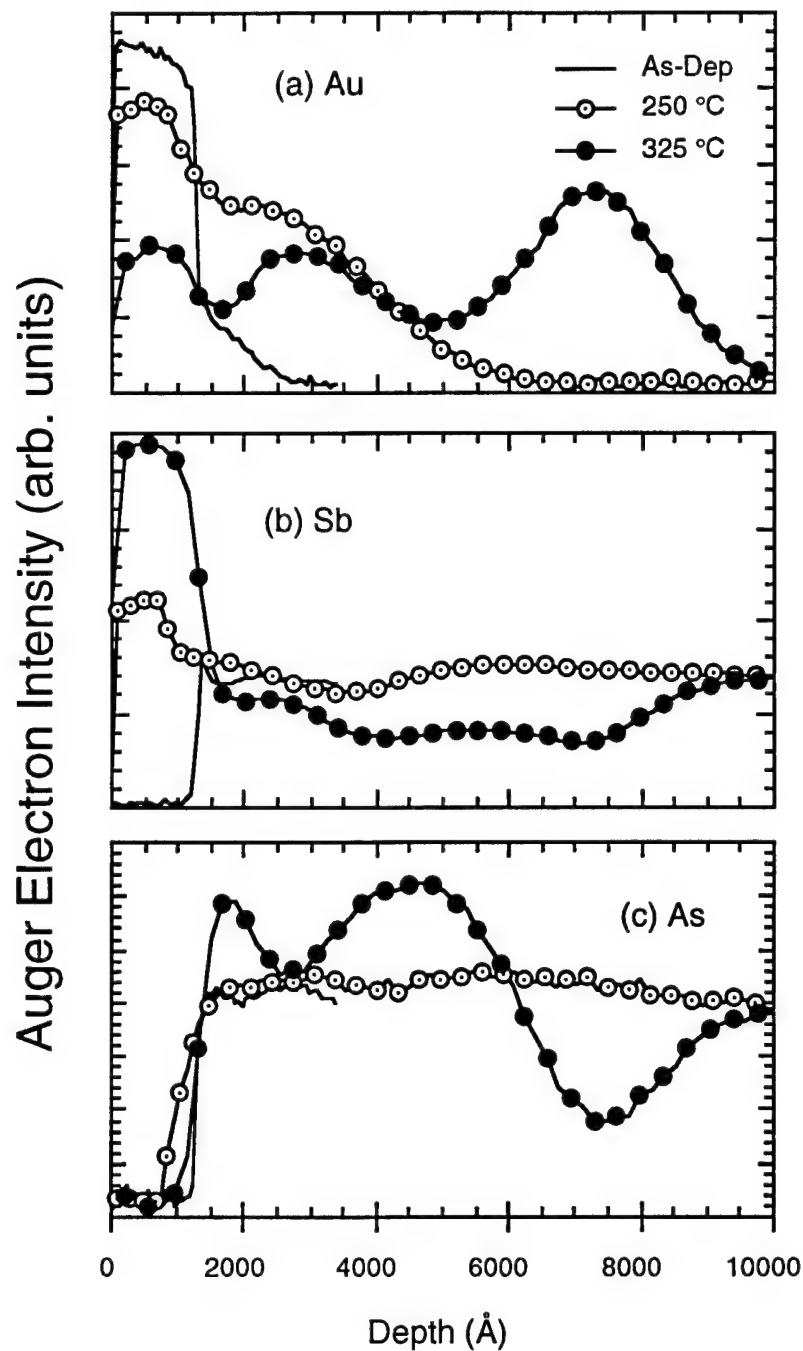 (a) Au
As-Dep
250 °C
325 °C
Auger Electron Intensity (arb. units)
(b) Sb
(c) As
0 2000 4000 6000 8000 10000
Depth (Å)